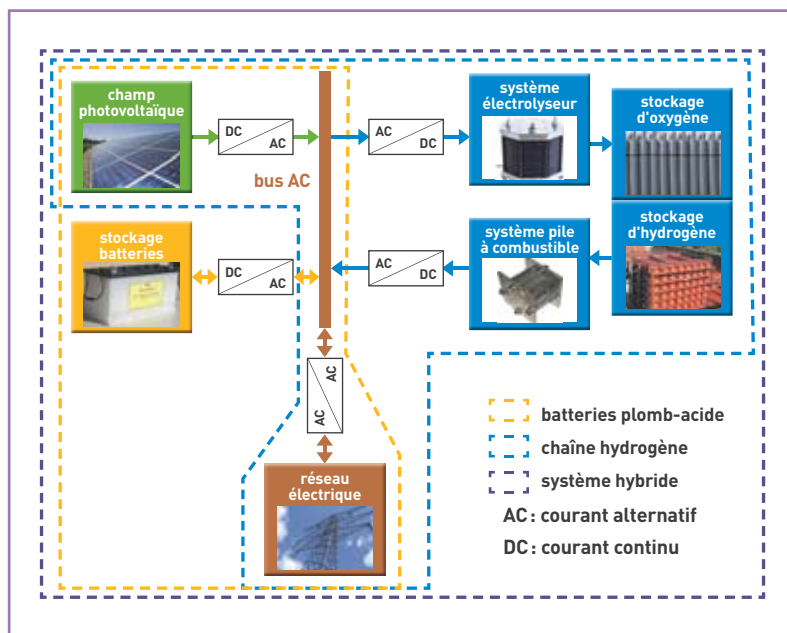 champ
photovoltaïque
DC
AC
bus AC
AC
DC
système
électrolyseur
stockage
d'oxygène
stockage
batteries
DC
AC
AC
DC
système pile
à combustible
stockage
d'hydrogène
AC
AC
réseau
électrique
batteries plomb-acide
chaîne hydrogène
système hybride
AC : courant alternatif
DC : courant continu